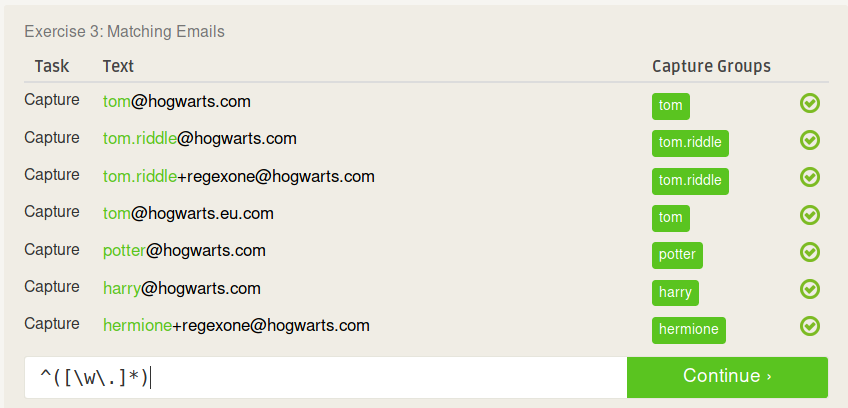 Exercise 3: Matching Emails
Task Text Capture Groups
Capture tom@hogwarts.com tom
Capture tom.riddle@hogwarts.com tom.riddle
Capture tom.riddle+regexone@hogwarts.com tom.riddle
Capture tom@hogwarts.eu.com tom
Capture potter@hogwarts.com potter
Capture harry@hogwarts.com harry
Capture hermione+regexone@hogwarts.com hermione
^([\w\.]*) Continue ›